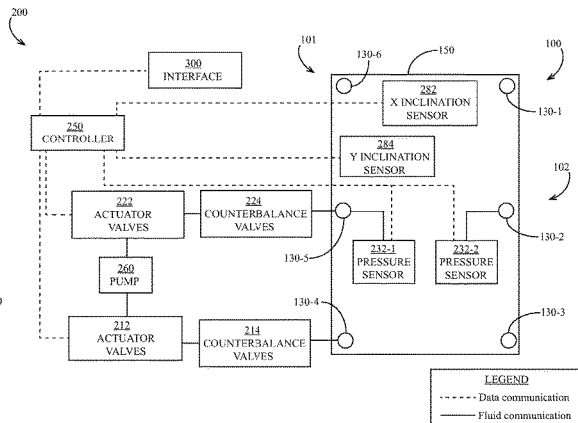 200
300
INTERFACE
250
CONTROLLER
222
ACTUATOR
VALVES
224
COUNTERBALANCE
VALVES
260
PUMP
212
ACTUATOR
VALVES
214
COUNTERBALANCE
VALVES
101
130-6
150
100
282
X INCLINATION
SENSOR
130-1
284
Y INCLINATION
SENSOR
102
130-5
232-1
PRESSURE
SENSOR
232-2
PRESSURE
SENSOR
130-2
130-4
130-3
LEGEND
Data communication
Fluid communication